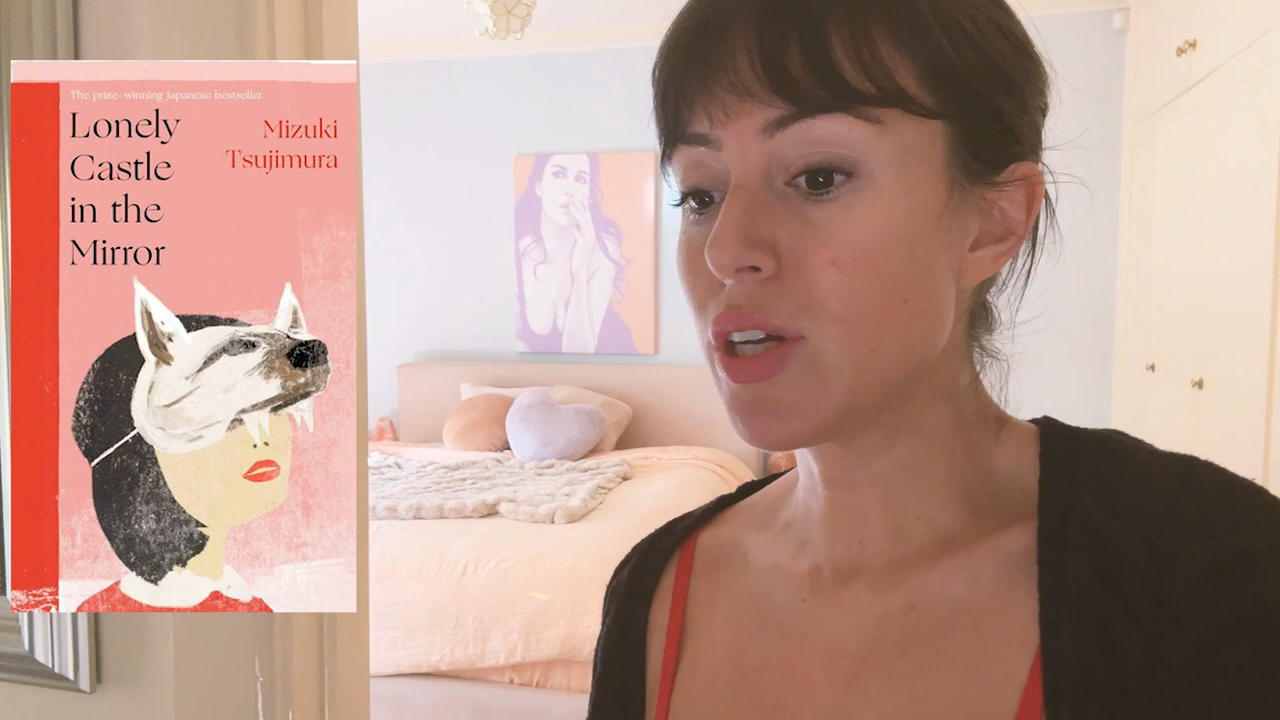 The prize-winning Japanese bestseller
Lonely
Castle
in the
Mirror
Mizuki
Tsujimura